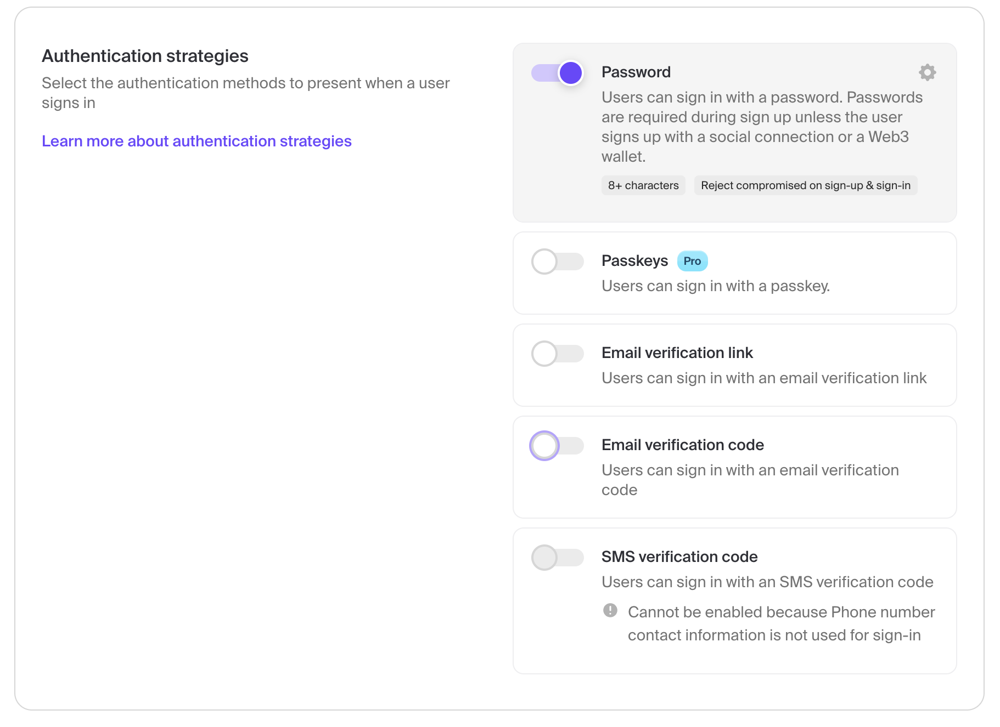 Authentication strategies
Select the authentication methods to present when a user
signs in
Learn more about authentication strategies
Password
Users can sign in with a password. Passwords
are required during sign up unless the user
signs up with a social connection or a Web3
wallet.
8+ characters
Reject compromised on sign-up & sign-in
Passkeys
Pro
Users can sign in with a passkey.
Email verification link
Users can sign in with an email verification link
Email verification code
Users can sign in with an email verification
code
SMS verification code
Users can sign in with an SMS verification code
Cannot be enabled because Phone number
contact information is not used for sign-in